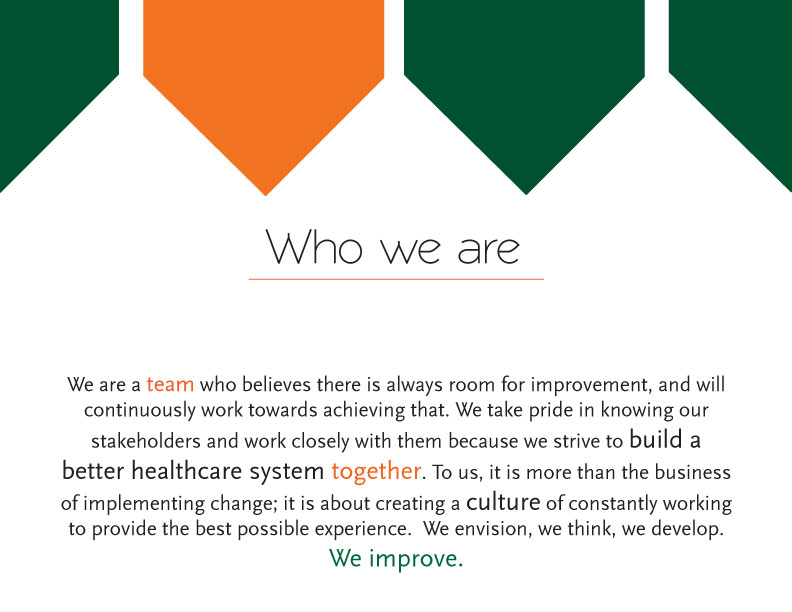 Who we are
We are a team who believes there is always room for improvement, and will
continuously work towards achieving that. We take pride in knowing our
stakeholders and work closely with them because we strive to build a
better healthcare system together. To us, it is more than the business
of implementing change; it is about creating a culture of constantly working
to provide the best possible experience.  We envision, we think, we develop.
We improve.